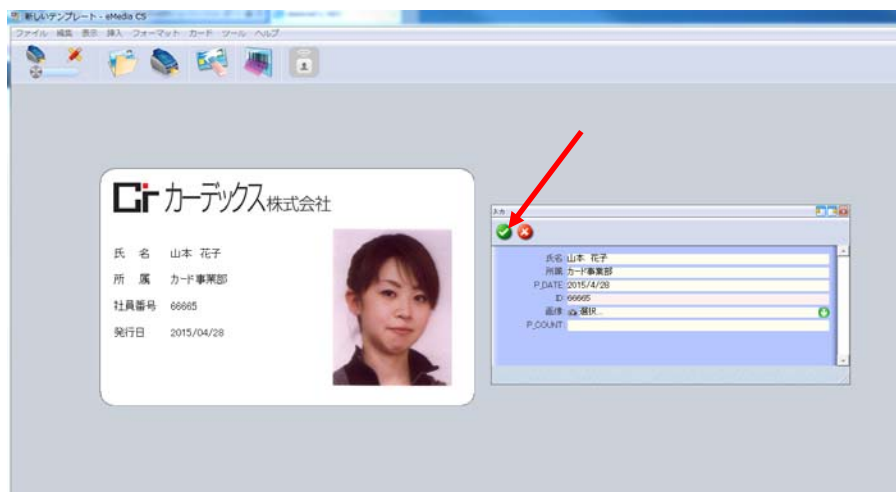 新しいテンプレート - eMedia CS
ファイル 編集 表示 挿入 フォーマット カード ツール ヘルプ
カーデックス株式会社
氏 名 山本 花子
所 属 カード事業部
社員番号 66665
発行日 2015/04/28
入力
氏名 山本 花子
所属 カード事業部
P_DATE 2015/4/28
ID 66665
画像 選択...
P_COUNT